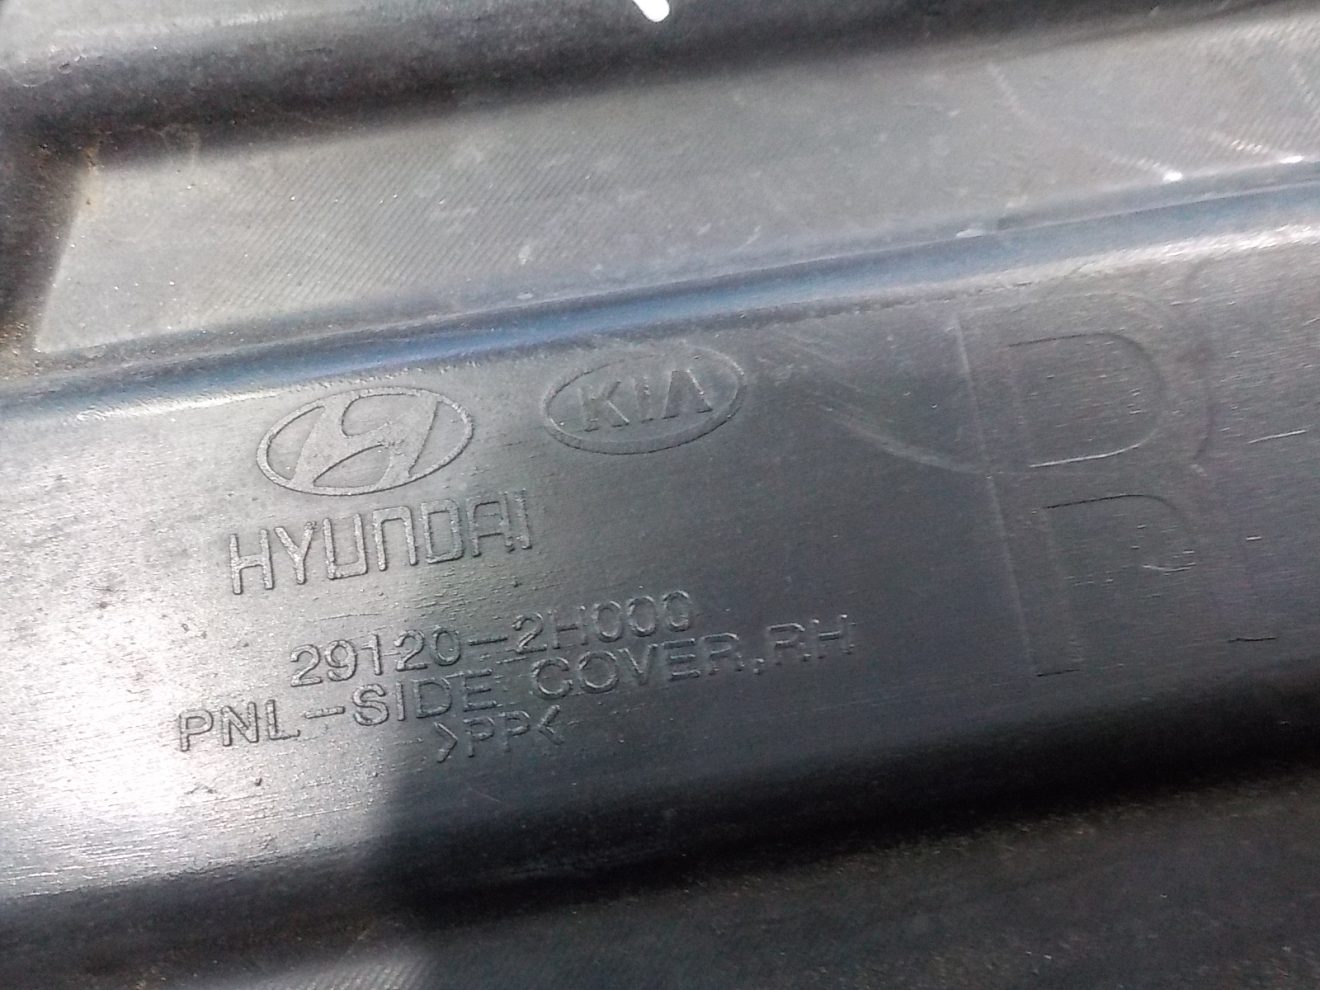 KIA
HYUNDAI
29120-2H000
PNL-SIDE COVER,RH
>PP<
R